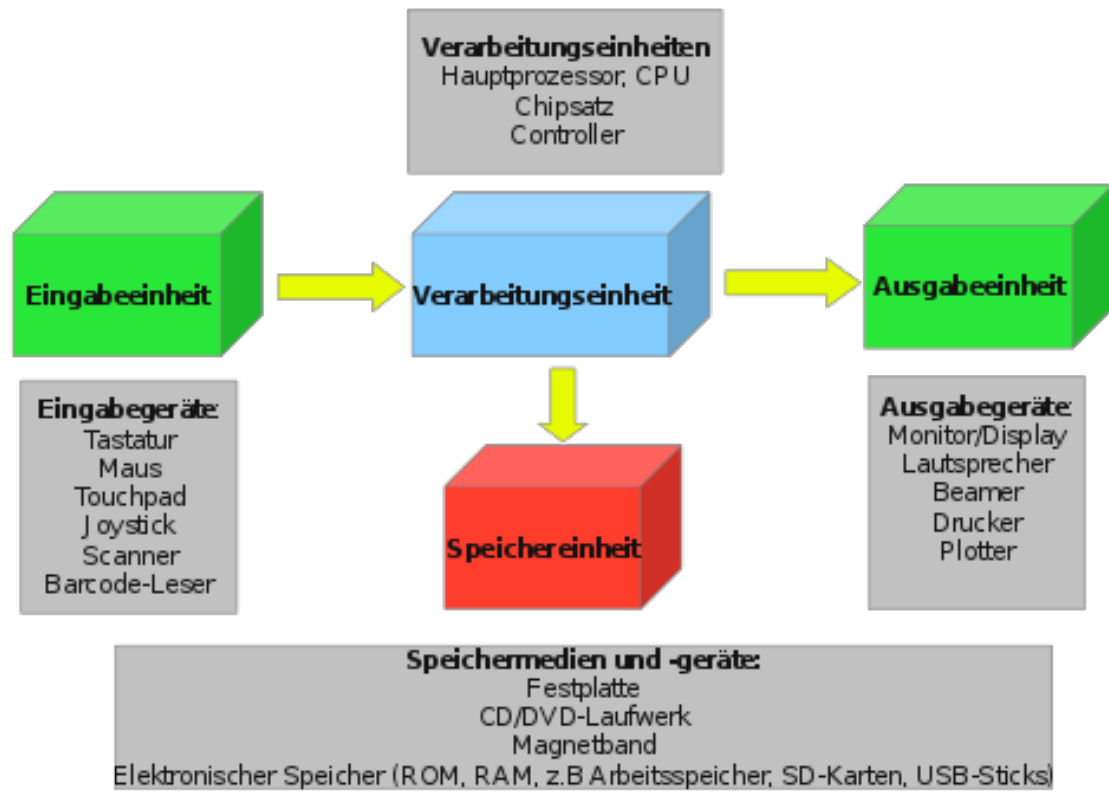 Verarbeitungseinheiten
Hauptprozessor, CPU
Chipsatz
Controller
Eingabeeinheit
Verarbeitungseinheit
Ausgabeeinheit
Eingabegeräte:
Tastatur
Maus
Touchpad
Joystick
Scanner
Barcode-Leser
Speichereinheit
Ausgabegeräte:
Monitor/Display
Lautsprecher
Beamer
Drucker
Plotter
Speichermedien und -geräte:
Festplatte
CD/DVD-Laufwerk
Magnetband
Elektronischer Speicher (ROM, RAM, z.B Arbeitsspeicher, SD-Karten, USB-Sticks)